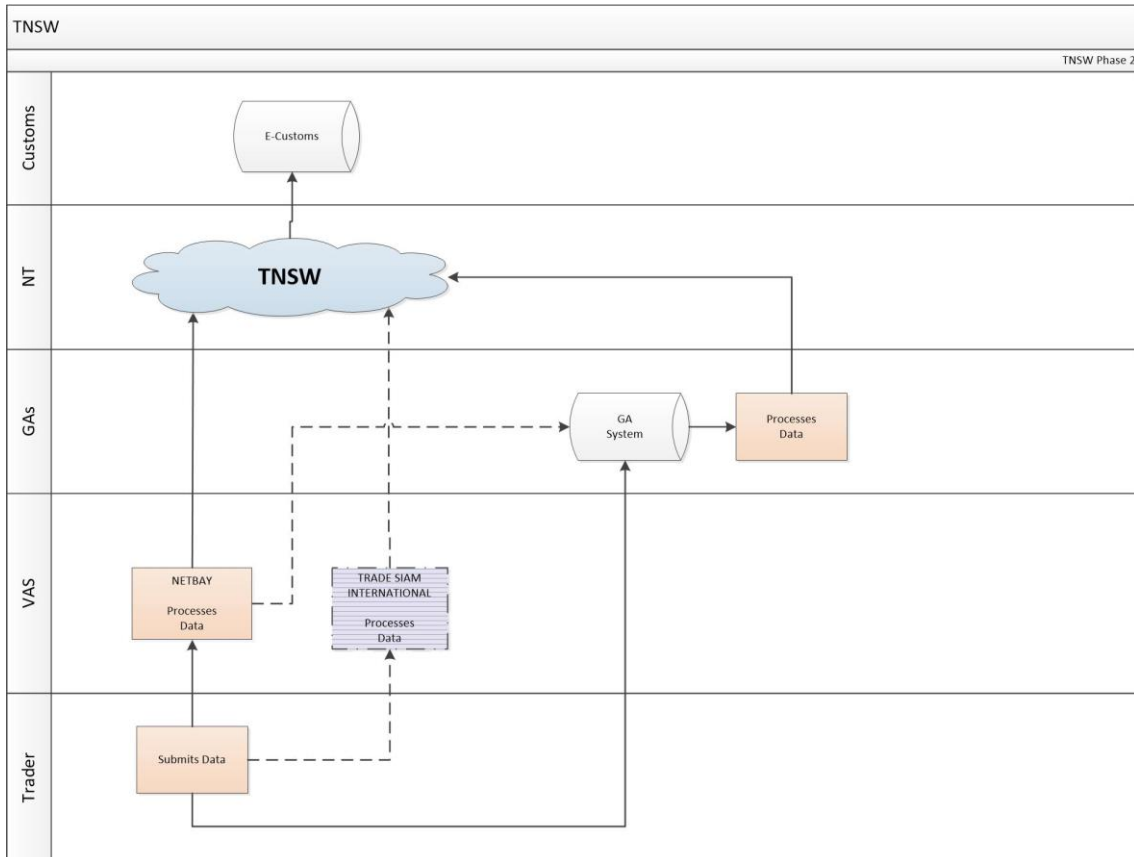 TNSW
TNSW Phase 2
Customs
E-Customs
NT
TNSW
GAs
GA
System
Processes
Data
VAS
NETBAY
Processes
Data
TRADE SIAM
INTERNATIONAL
Processes
Data
Trader
Submits Data